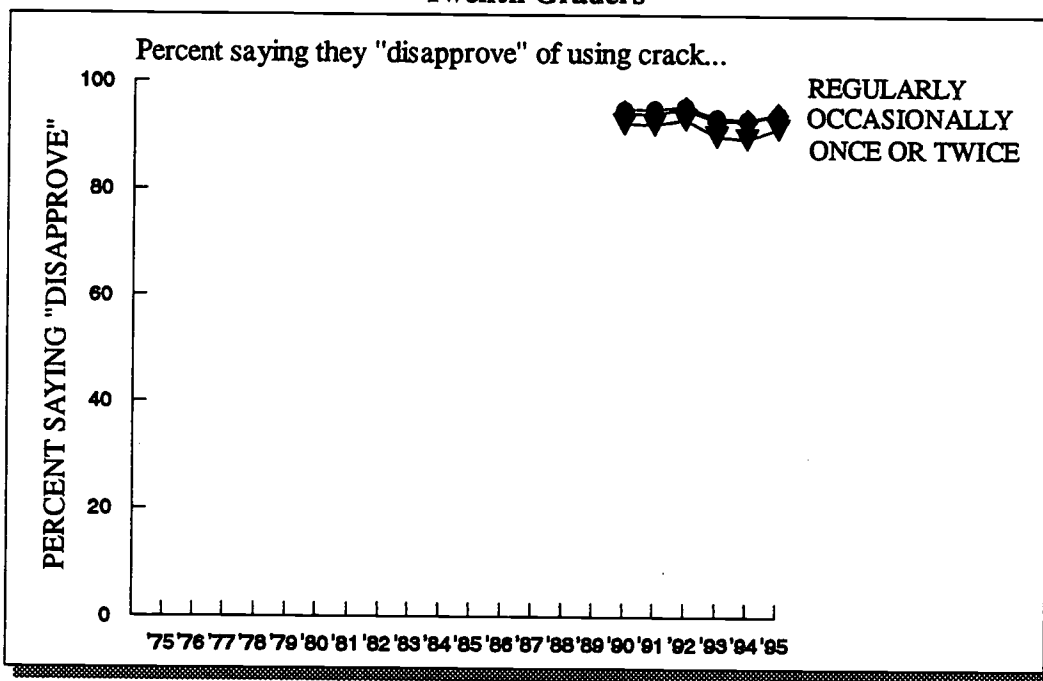 Twelfth Graders
Percent saying they "disapprove" of using crack...
PERCENT SAYING "DISAPPROVE"
100
80
60
40
20
0
REGULARLY
OCCASIONALLY
ONCE OR TWICE
'75 '76 '77 '78 '79 '80 '81 '82 '83 '84 '85 '86 '87 '88 '89 '90 '91 '92 '93 '94 '95